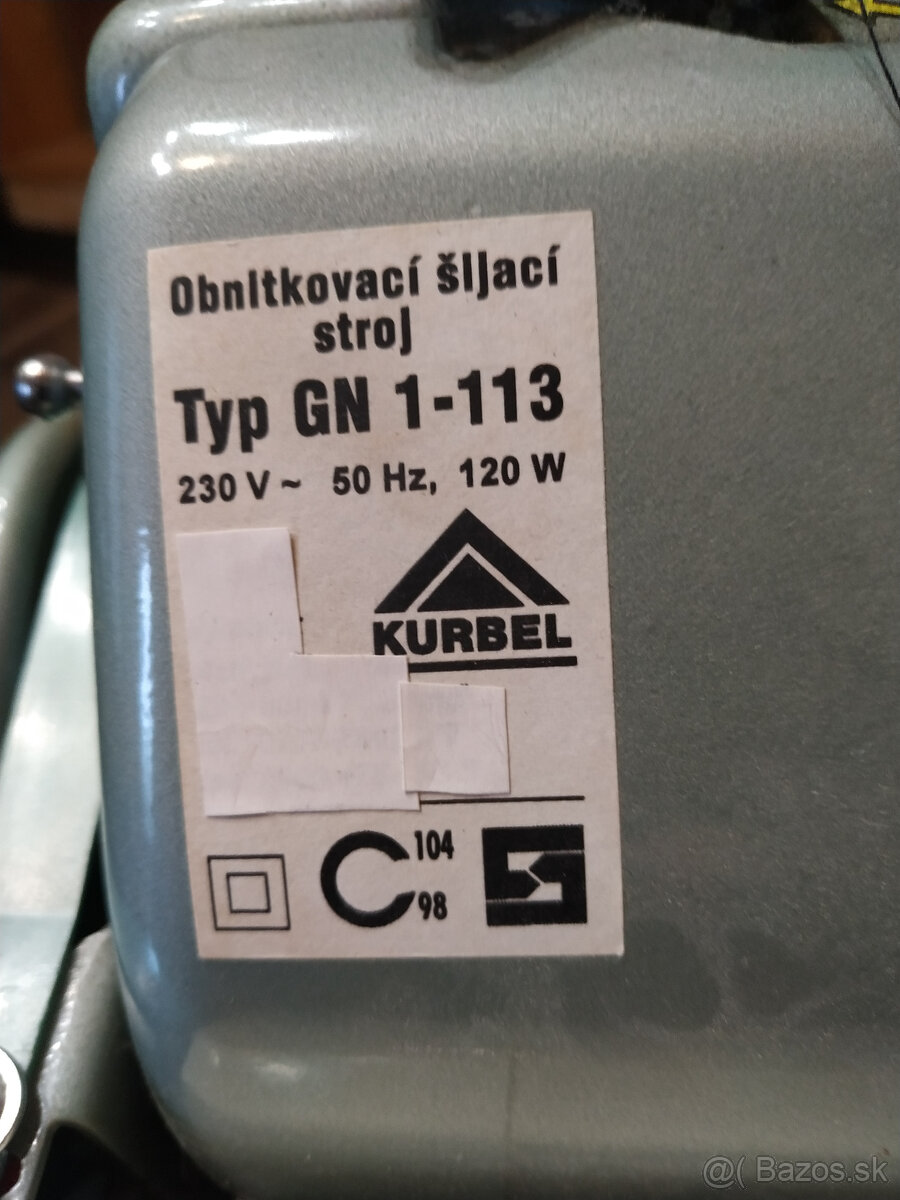 Obnitkovací šijací
stroj
Typ GN 1-113
230 V ~ 50 Hz, 120 W
KURBEL
104
98
@( Bazos.sk